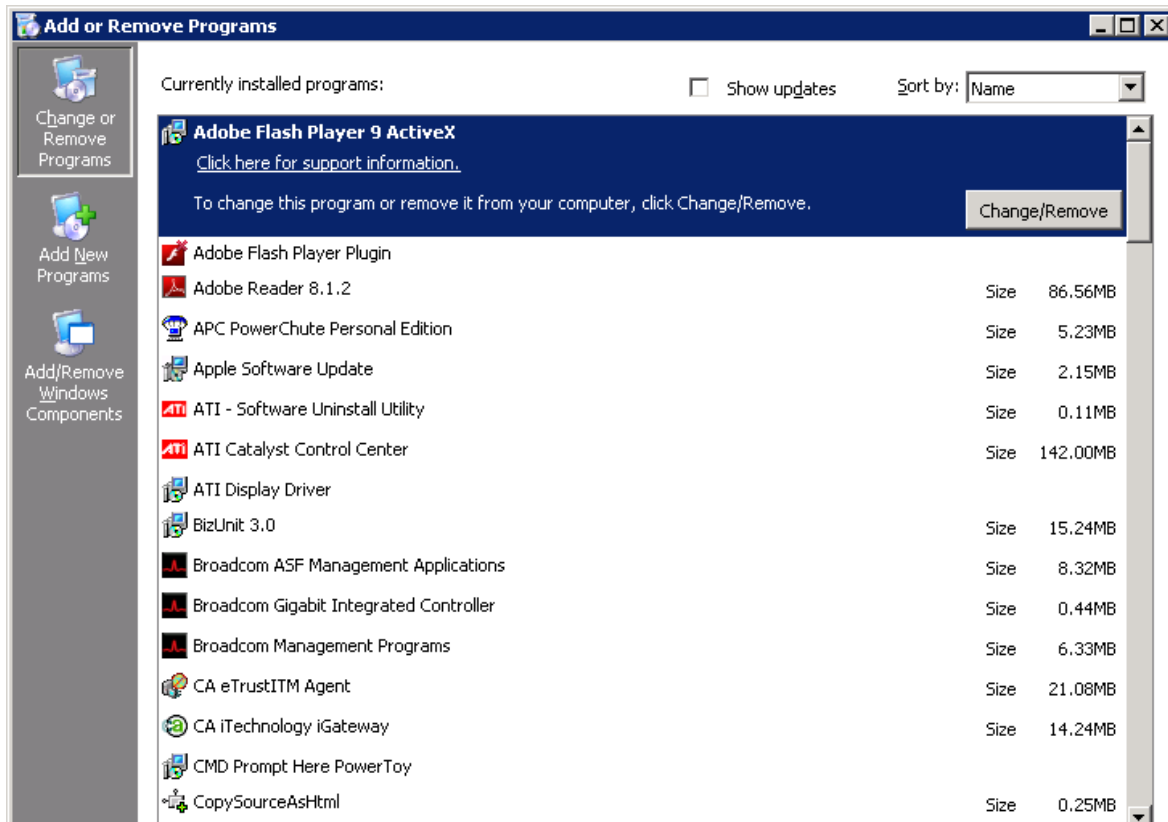 Add or Remove Programs
Change or
Remove
Programs
Add New
Programs
Add/Remove
Windows
Components
Currently installed programs:
Show updates
Sort by:
Name
Adobe Flash Player 9 ActiveX
Click here for support information.
To change this program or remove it from your computer, click Change/Remove.
Change/Remove
Adobe Flash Player Plugin
Adobe Reader 8.1.2 Size 86.56MB
APC PowerChute Personal Edition Size 5.23MB
Apple Software Update Size 2.15MB
ATI ATI - Software Uninstall Utility Size 0.11MB
ATI ATI Catalyst Control Center Size 142.00MB
ATI Display Driver
BizUnit 3.0 Size 15.24MB
Broadcom ASF Management Applications Size 8.32MB
Broadcom Gigabit Integrated Controller Size 0.44MB
Broadcom Management Programs Size 6.33MB
CA eTrustITM Agent Size 21.08MB
CA iTechnology iGateway Size 14.24MB
CMD Prompt Here PowerToy
CopySourceAsHtml Size 0.25MB